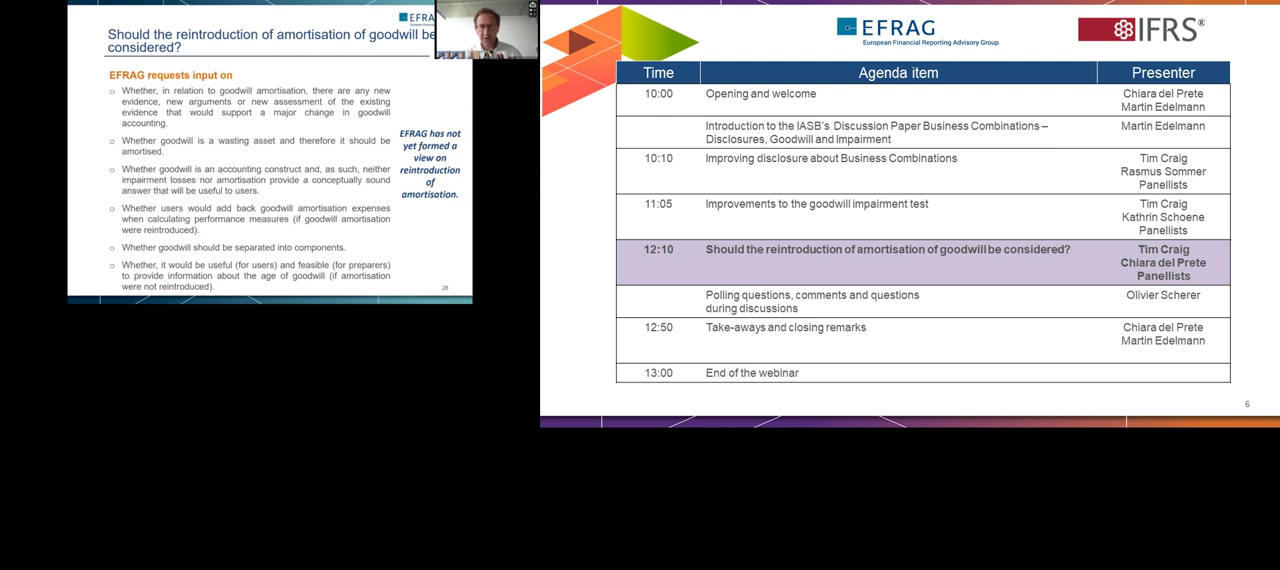 EFRAG
Should the reintroduction of amortisation of goodwill be
considered?
EFRAG requests input on
o Whether, in relation to goodwill amortisation, there are any new
evidence, new arguments or new assessment of the existing
evidence that would support a major change in goodwill
accounting.
o Whether goodwill is a wasting asset and therefore it should be
amortised.
o Whether goodwill is an accounting construct and, as such, neither
impairment losses nor amortisation provide a conceptually sound
answer that will be useful to users.
o Whether users would add back goodwill amortisation expenses
when calculating performance measures (if goodwill amortisation
were reintroduced).
o Whether goodwill should be separated into components.
o Whether, it would be useful (for users) and feasible (for preparers)
to provide information about the age of goodwill (if amortisation
were not reintroduced).
EFRAG has not
yet formed a
view on
reintroduction
of
amortisation.
28
EFRAG
European Financial Reporting Advisory Group
IFRS®
Time Agenda item Presenter
10:00 Opening and welcome Chiara del Prete
Martin Edelmann
Introduction to the IASB's Discussion Paper Business Combinations – Martin Edelmann
Disclosures, Goodwill and Impairment
10:10 Improving disclosure about Business Combinations Tim Craig
Rasmus Sommer
Panellists
11:05 Improvements to the goodwill impairment test Tim Craig
Kathrin Schoene
Panellists
12:10 Should the reintroduction of amortisation of goodwill be considered? Tim Craig
Chiara del Prete
Panellists
Polling questions, comments and questions Olivier Scherer
during discussions
12:50 Take-aways and closing remarks Chiara del Prete
Martin Edelmann
13:00 End of the webinar
6